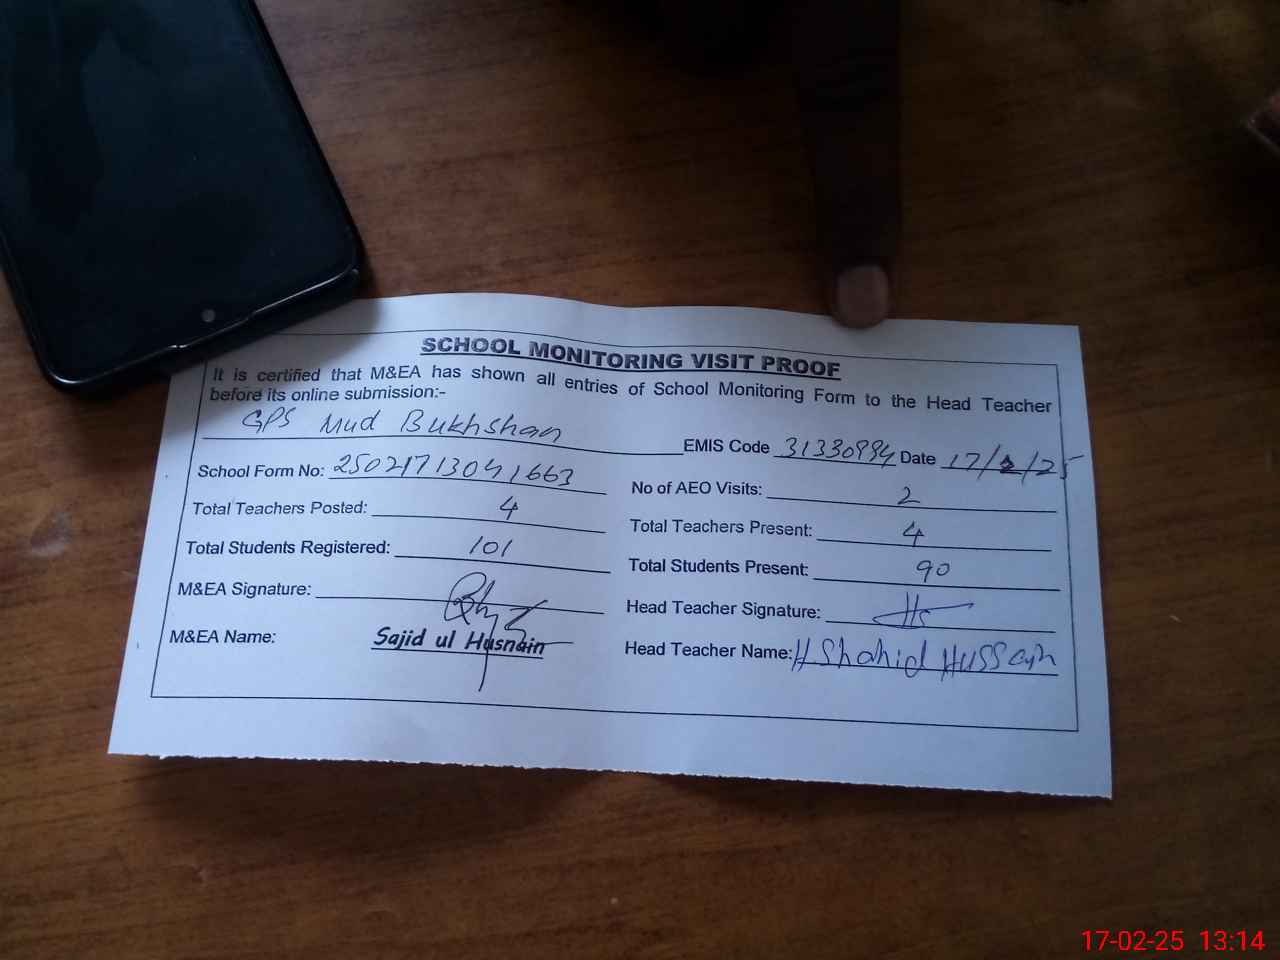 SCHOOL MONITORING VISIT PROOF
It is certified that M&EA has shown all entries of School Monitoring Form to the Head Teacher
before its online submission:-
GPS Mud Bukhshan EMIS Code 31330994 Date 17/2/25
School Form No: 25021713041663 No of AEO Visits: 2
Total Teachers Posted: 4 Total Teachers Present: 4
Total Students Registered: 101 Total Students Present: 90
M&EA Signature: Head Teacher Signature:
M&EA Name: Sajid ul Husnain Head Teacher Name: H Shahid Hussain
17-02-25 13:14